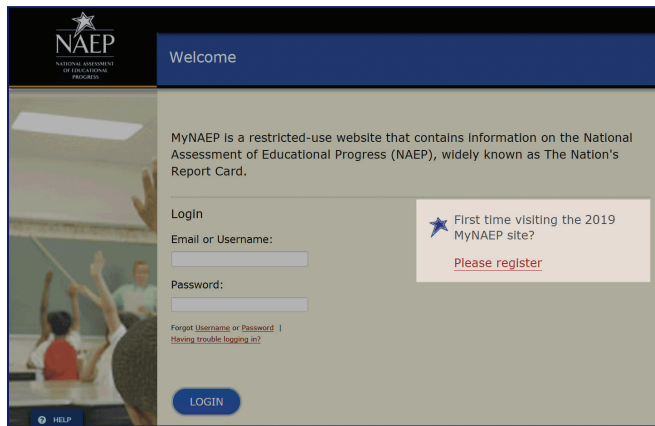 NAEP
NATIONAL ASSESSMENT
OF EDUCATIONAL
PROGRESS
Welcome
MyNAEP is a restricted-use website that contains information on the National
Assessment of Educational Progress (NAEP), widely known as The Nation's
Report Card.
Login
Email or Username:
Password:
Forgot Username or Password |
Having trouble logging in?
LOGIN
First time visiting the 2019
MyNAEP site?
Please register
? HELP